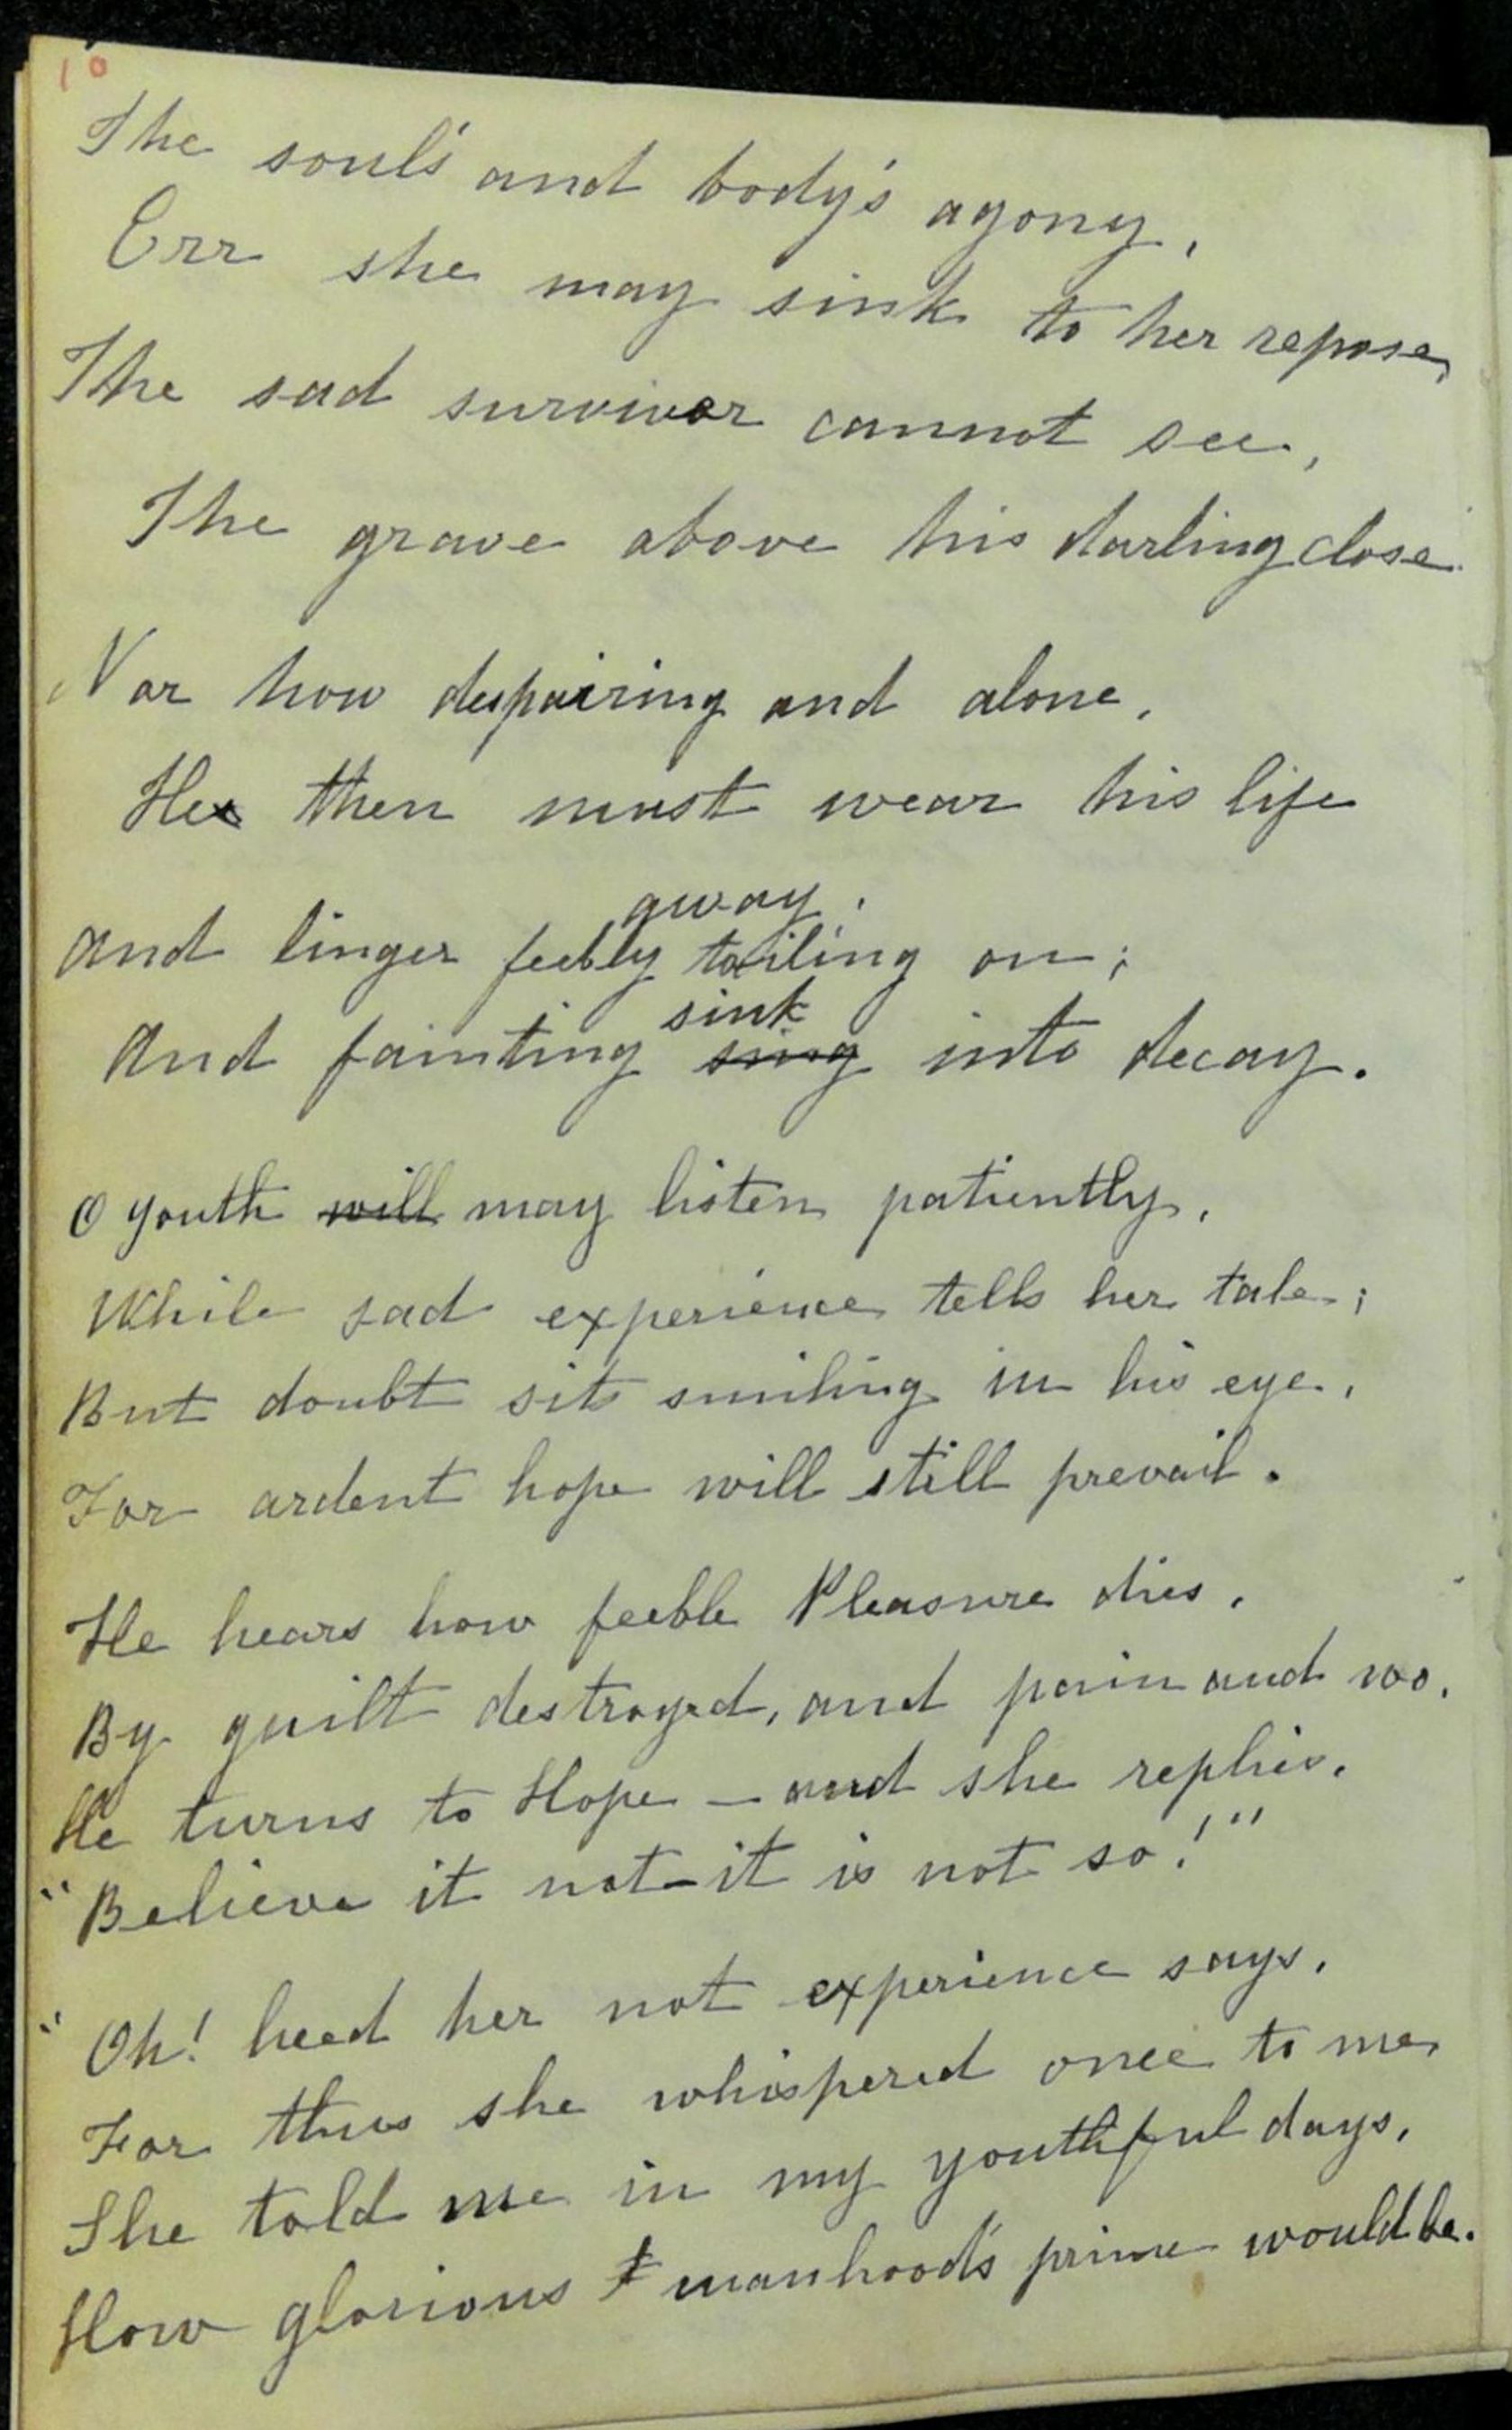 10
The soul's and body's agony,
Err she may sink to her repose,
The sad survivor cannot see,
The grave above his darling close.
Nor how despairing and alone,
He then must wear his life
away.
And linger feebly toiling on;
sink
And fainting sing into decay.
O youth will may listen patiently,
While sad experience tells her tale;
But doubt sits smiling in his eye,
For ardent hope will still prevail.
He hears how feeble Pleasure dies,
By guilt destroyed, and pain and wo.
He turns to Hope – and she replies,
"Believe it not – it is not so!"
"Oh! heed her not experience says,
For thus she whispered once to me,
She told me in my youthful days,
How glorious manhood's prime would be.